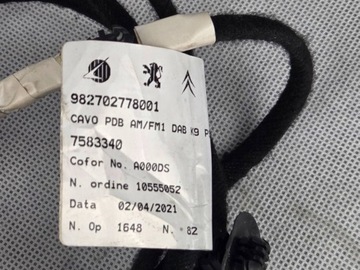 982702778001
CAVO PDB AM/FM1 DAB K9 P
7583340
Cofor No. A000DS
N. ordine 10555052
Data 02/04/2021
N. Op 1648 N. 82